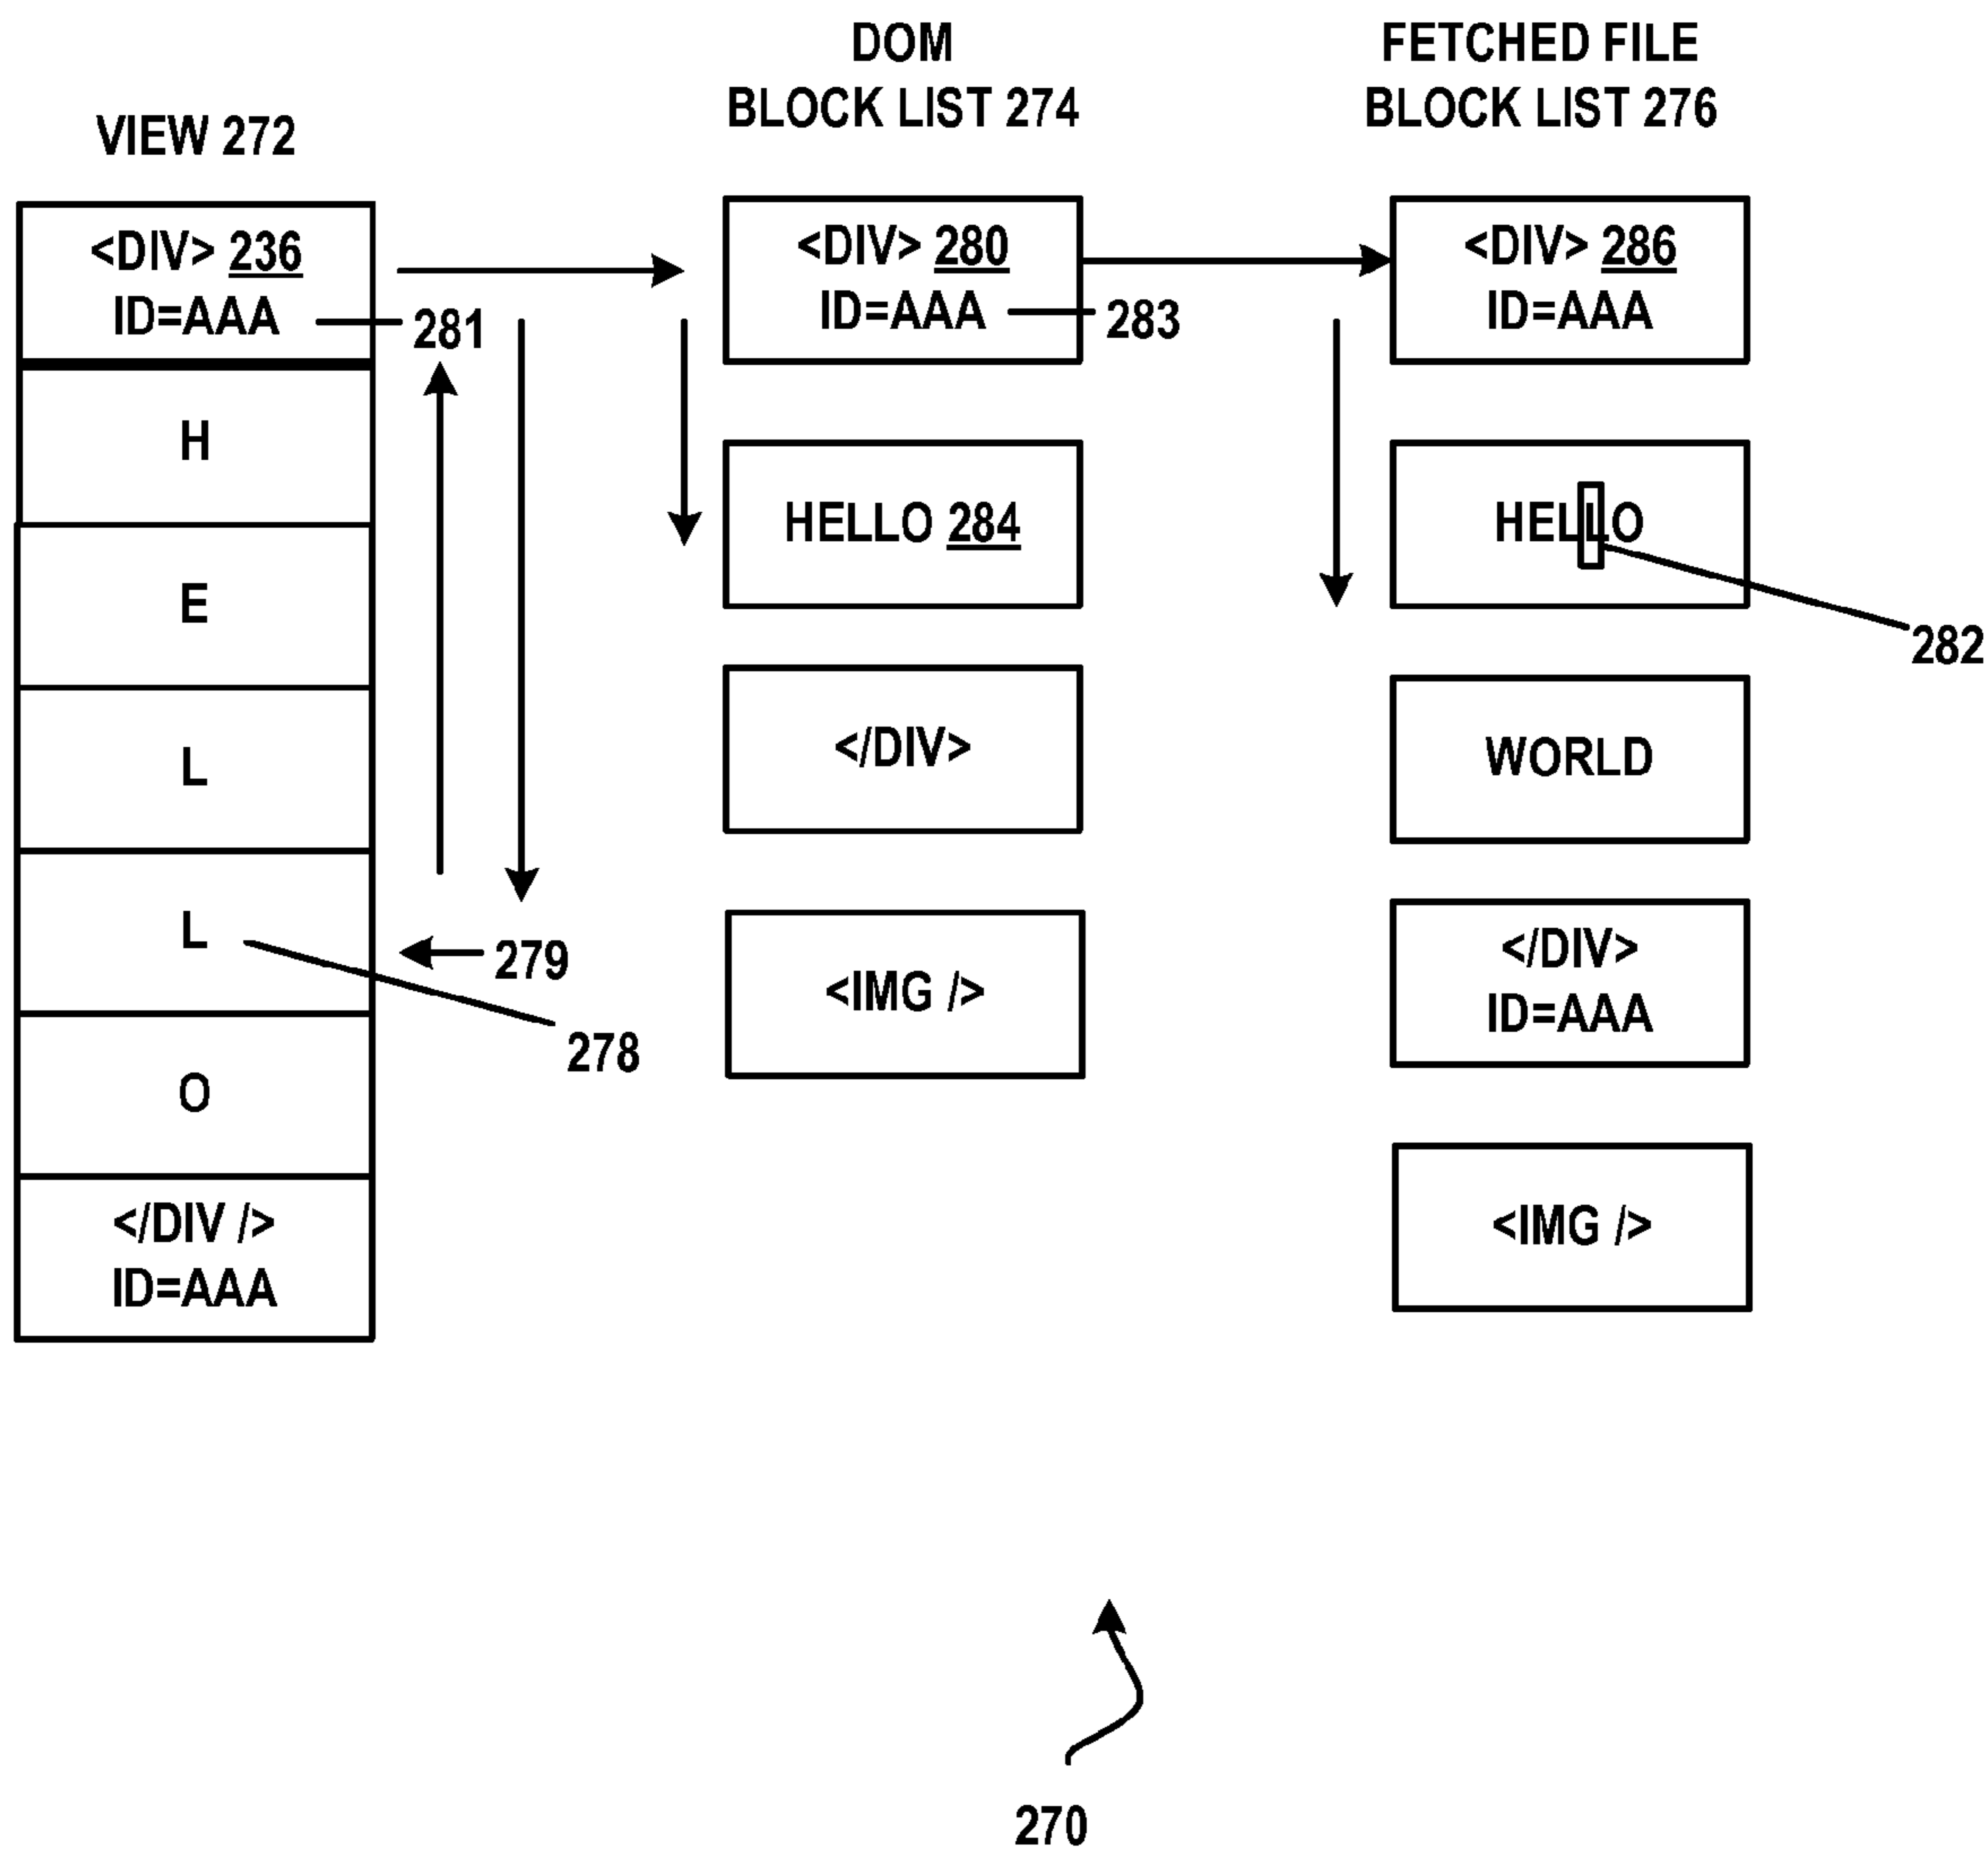 VIEW 272
<DIV> 236
ID=AAA
281
H
E
L
L
279
278
O
</DIV />
ID=AAA
DOM
BLOCK LIST 274
<DIV> 280
ID=AAA
283
HELLO 284
</DIV>
<IMG />
FETCHED FILE
BLOCK LIST 276
<DIV> 286
ID=AAA
HELLO
282
WORLD
</DIV>
ID=AAA
<IMG />
270